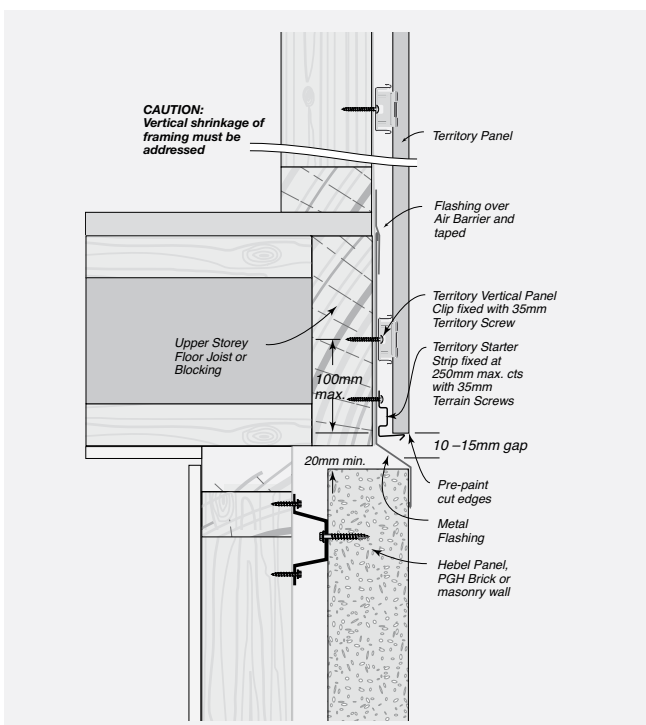 CAUTION:
Vertical shrinkage of
framing must be
addressed
Territory Panel
Flashing over
Air Barrier and
taped
Territory Vertical Panel
Clip fixed with 35mm
Territory Screw
Upper Storey
Floor Joist or
Blocking
Territory Starter
Strip fixed at
250mm max. cts
with 35mm
Terrain Screws
100mm
max.
10 –15mm gap
20mm min.
Pre-paint
cut edges
Metal
Flashing
Hebel Panel,
PGH Brick or
masonry wall